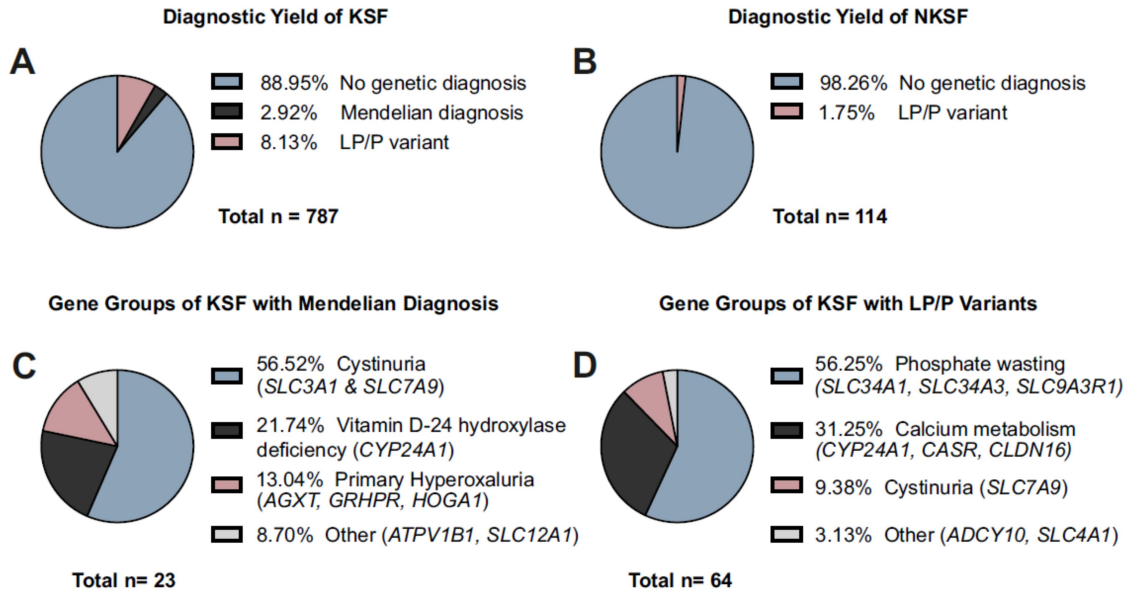 Diagnostic Yield of KSF
A
88.95% No genetic diagnosis
2.92% Mendelian diagnosis
8.13% LP/P variant
Total n = 787
Diagnostic Yield of NKSF
B
98.26% No genetic diagnosis
1.75% LP/P variant
Total n= 114
Gene Groups of KSF with Mendelian Diagnosis
C
56.52% Cystinuria
(SLC3A1 & SLC7A9)
21.74% Vitamin D-24 hydroxylase
deficiency (CYP24A1)
13.04% Primary Hyperoxaluria
(AGXT, GRHPR, HOGA1)
8.70% Other (ATPV1B1, SLC12A1)
Total n= 23
Gene Groups of KSF with LP/P Variants
D
56.25% Phosphate wasting
(SLC34A1, SLC34A3, SLC9A3R1)
31.25% Calcium metabolism
(CYP24A1, CASR, CLDN16)
9.38% Cystinuria (SLC7A9)
3.13% Other (ADCY10, SLC4A1)
Total n= 64